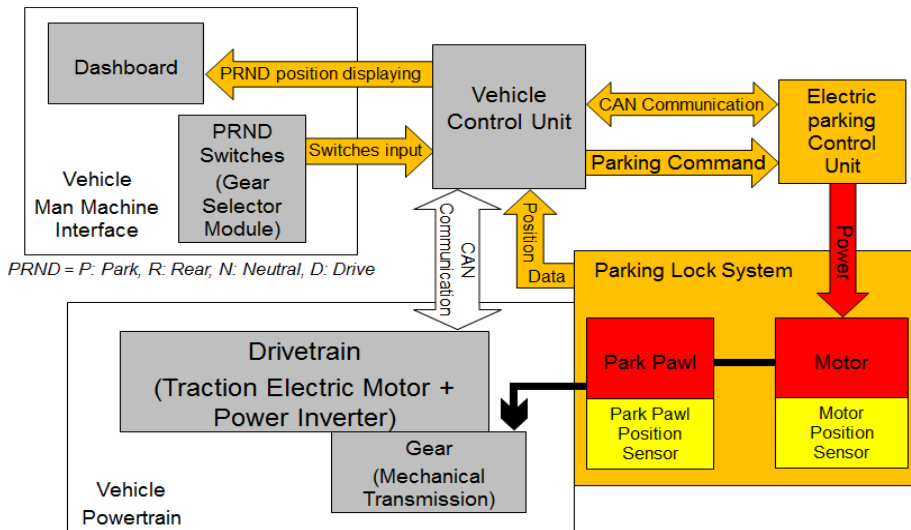 Dashboard
PRND position displaying
Vehicle
Control Unit
CAN Communication
Electric
parking
Control
Unit
PRND
Switches
(Gear
Selector
Module)
Switches input
Parking Command
Vehicle
Man Machine
Interface
PRND = P: Park, R: Rear, N: Neutral, D: Drive
CAN
Communication
Position
Data
Power
Parking Lock System
Drivetrain
(Traction Electric Motor +
Power Inverter)
Park Pawl
Motor
Park Pawl
Position
Sensor
Motor
Position
Sensor
Gear
(Mechanical
Transmission)
Vehicle
Powertrain